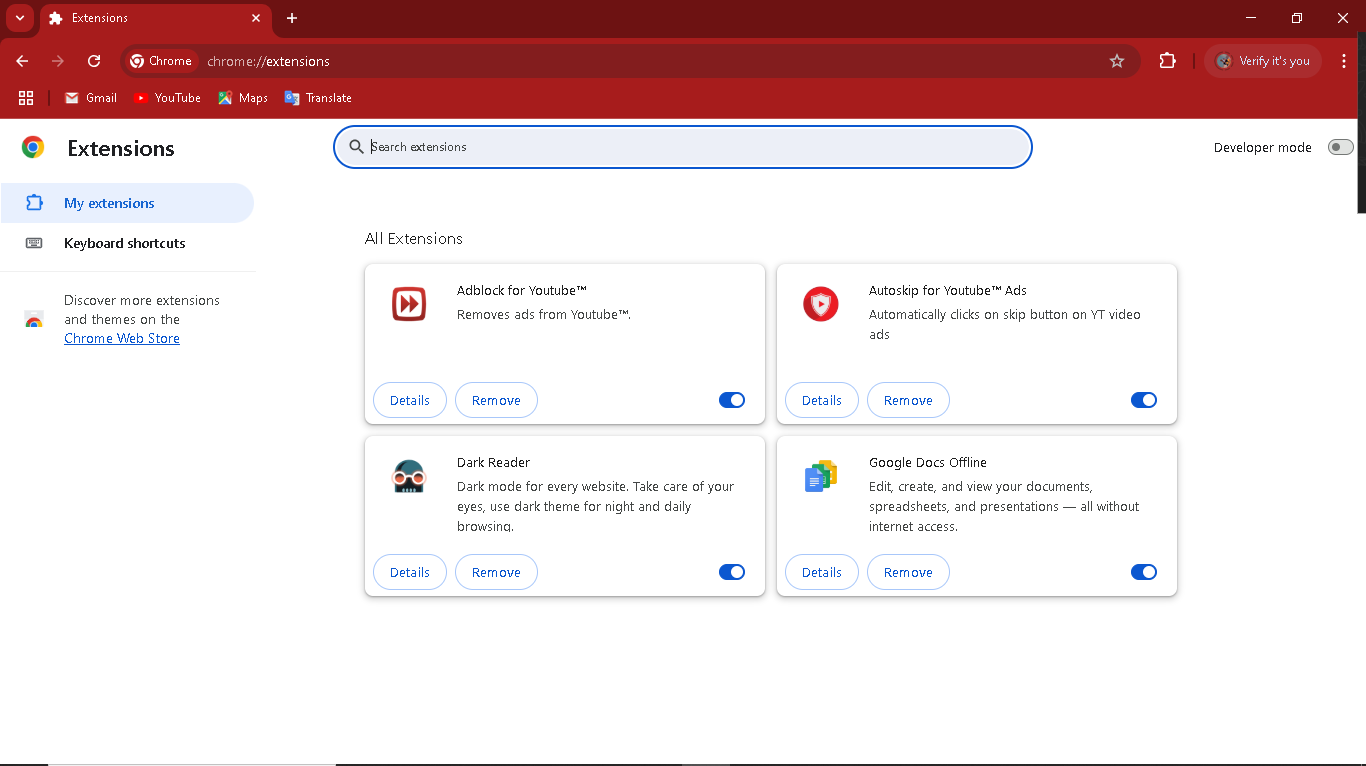 Extensions
Chrome
chrome://extensions
Verify it's you
Gmail
YouTube
Maps
Translate
Extensions
Search extensions
Developer mode
My extensions
Keyboard shortcuts
Discover more extensions
and themes on the
Chrome Web Store
All Extensions
Adblock for Youtube™
Removes ads from Youtube™.
Details
Remove
Autoskip for Youtube™ Ads
Automatically clicks on skip button on YT video
ads
Details
Remove
Dark Reader
Dark mode for every website. Take care of your
eyes, use dark theme for night and daily
browsing.
Details
Remove
Google Docs Offline
Edit, create, and view your documents,
spreadsheets, and presentations — all without
internet access.
Details
Remove